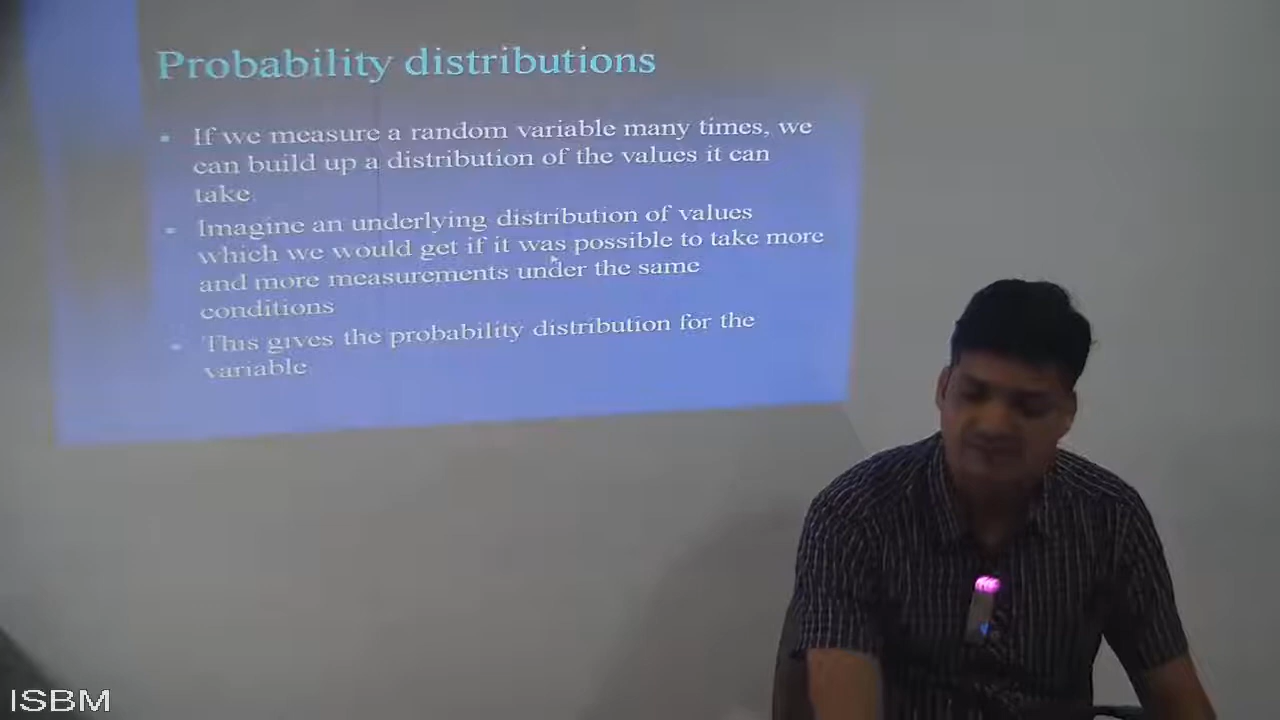 Probability distributions
If we measure a random variable many times, we
can build up a distribution of the values it can
take.
Imagine an underlying distribution of values
which we would get if it was possible to take more
and more measurements under the same
conditions
This gives the probability distribution for the
variable
ISBM